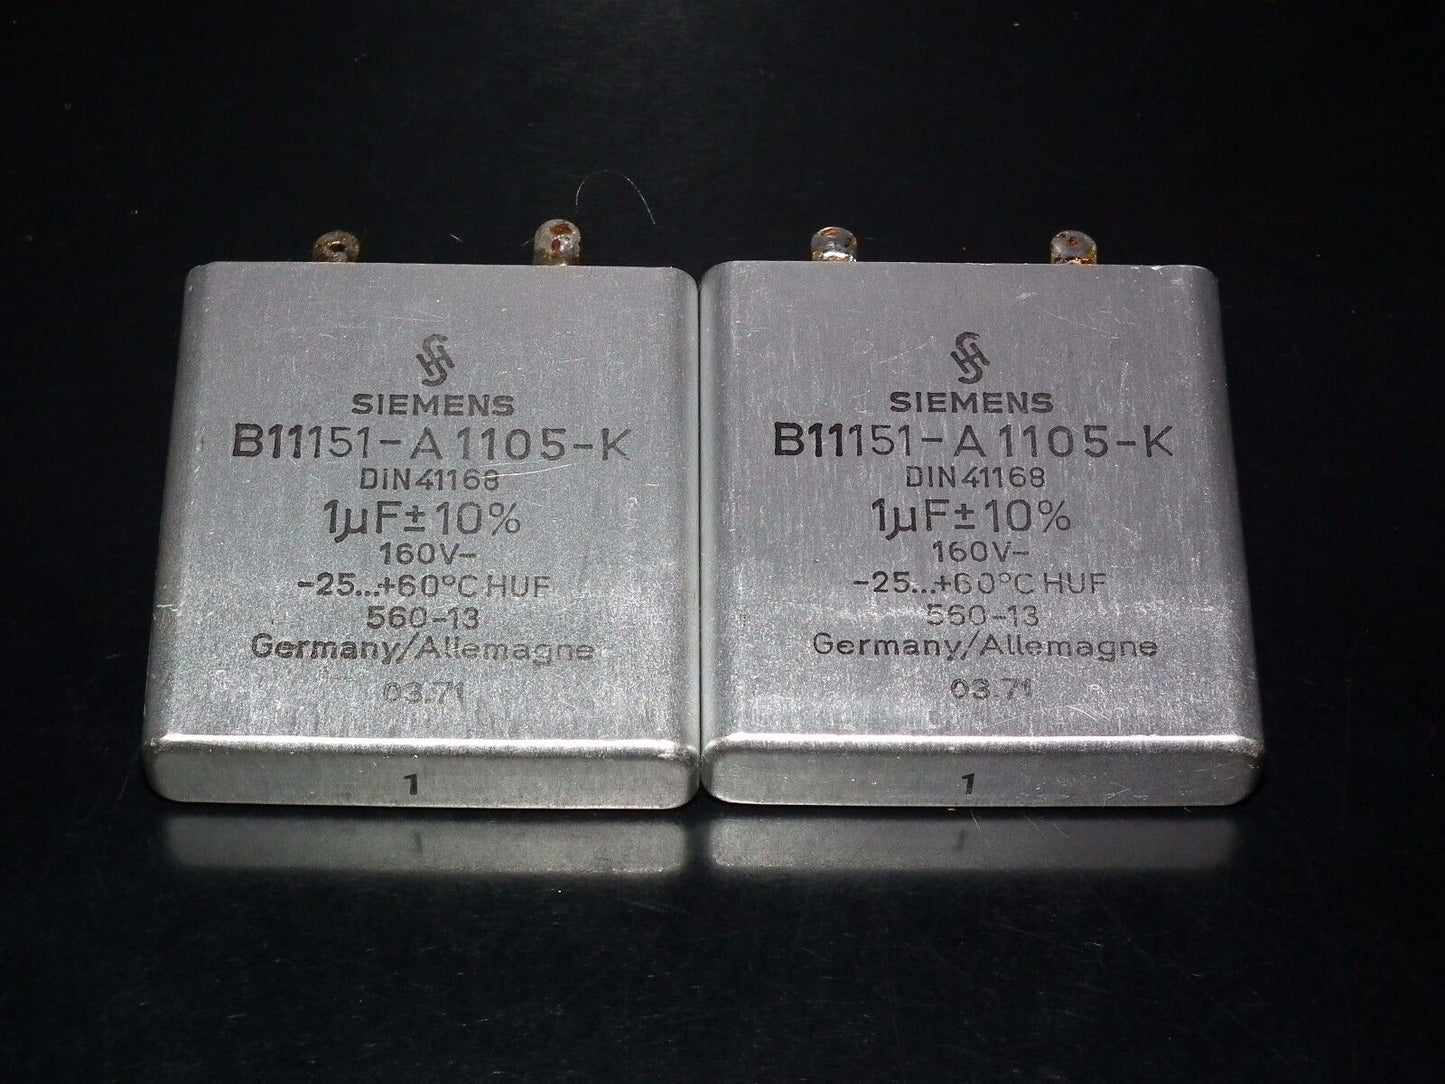 SIEMENS
B11151-A1105-K
DIN 41168
1µF±10%
160V-
-25...+60°C HUF
560-13
Germany/Allemagne
03.71
1
SIEMENS
B11151-A1105-K
DIN 41168
1µF±10%
160V-
-25...+60°C HUF
560-13
Germany/Allemagne
03.71
1